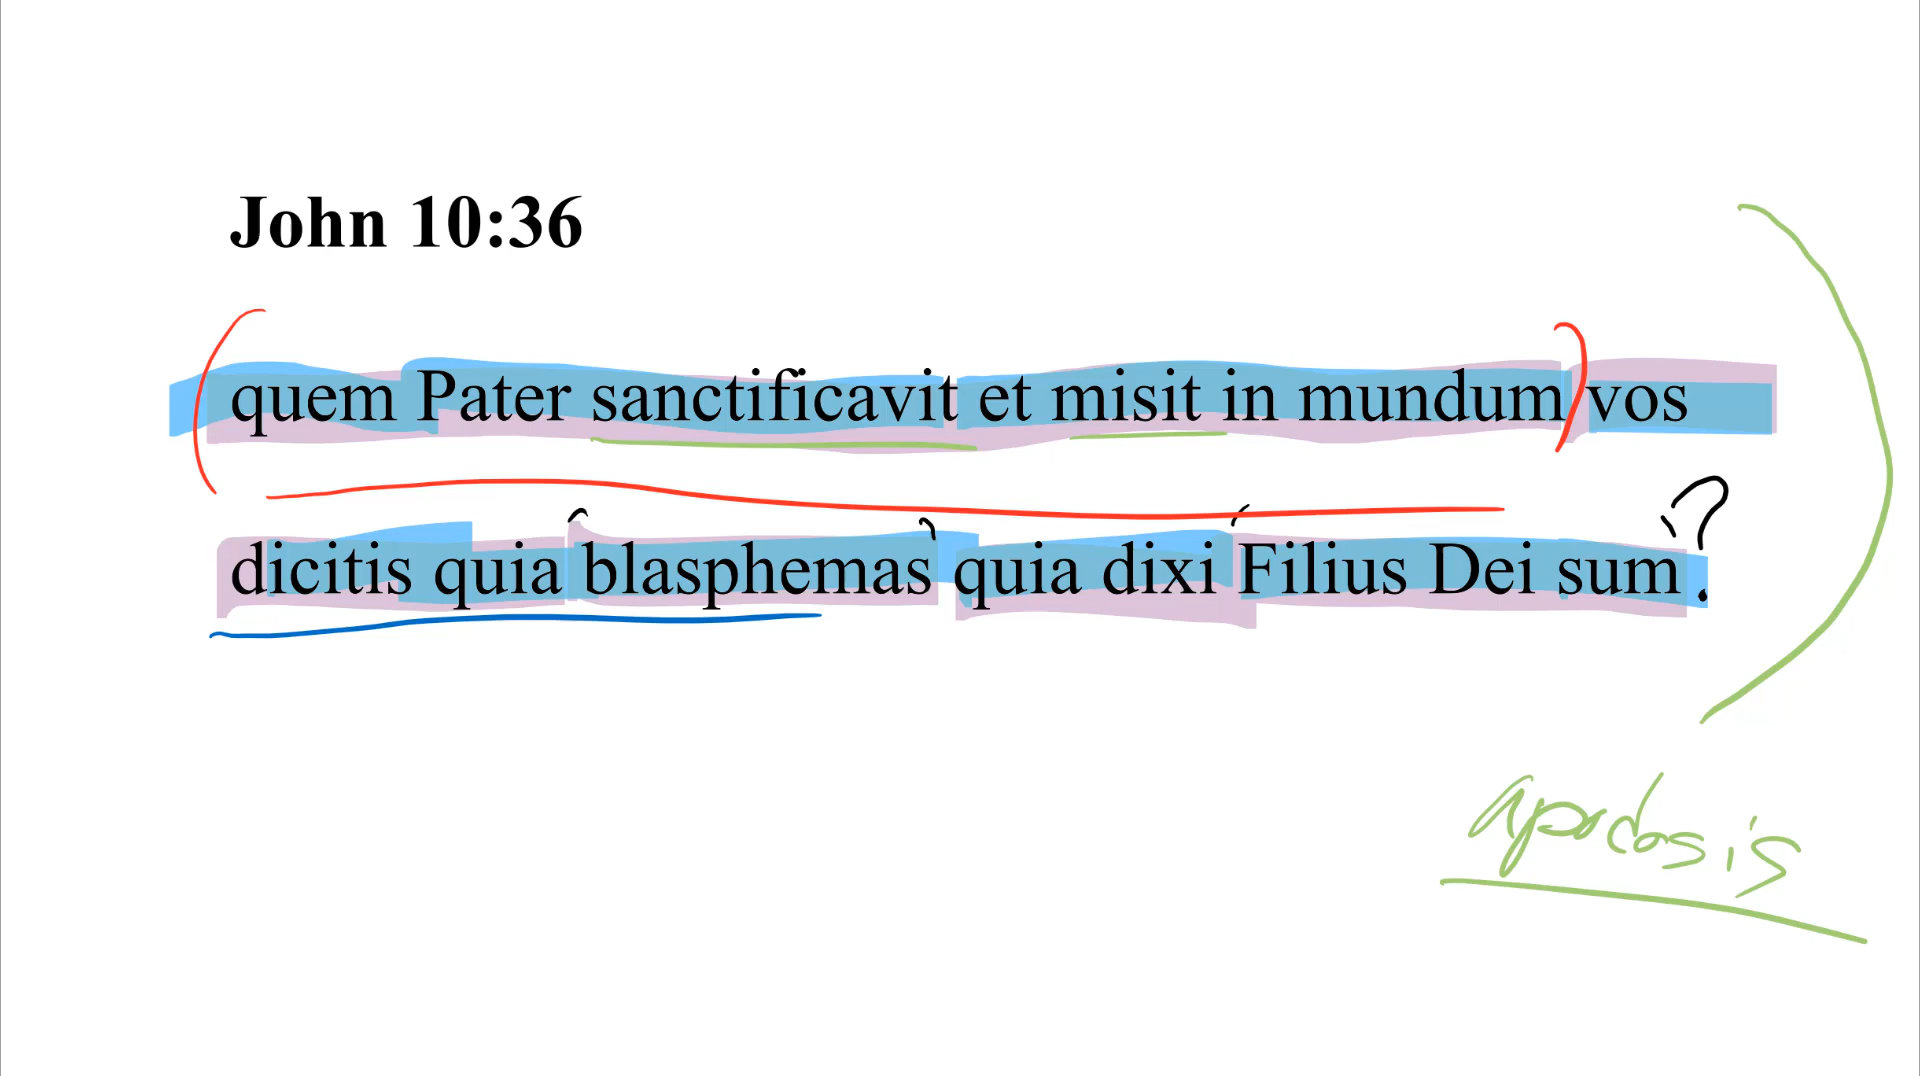 John 10:36
(quem Pater sanctificavit et misit in mundum) vos
dicitis quia 'blasphemas' quia dixi 'Filius Dei sum'?
apodosis